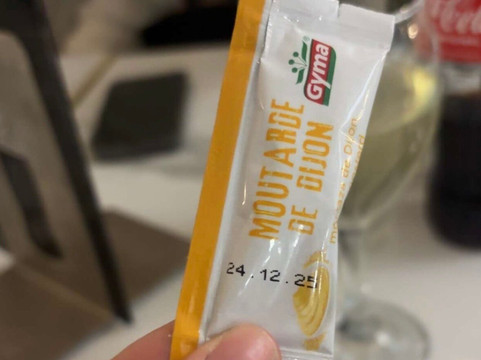 Gyma
MOUTARDE
DE DIJON
24.12.25